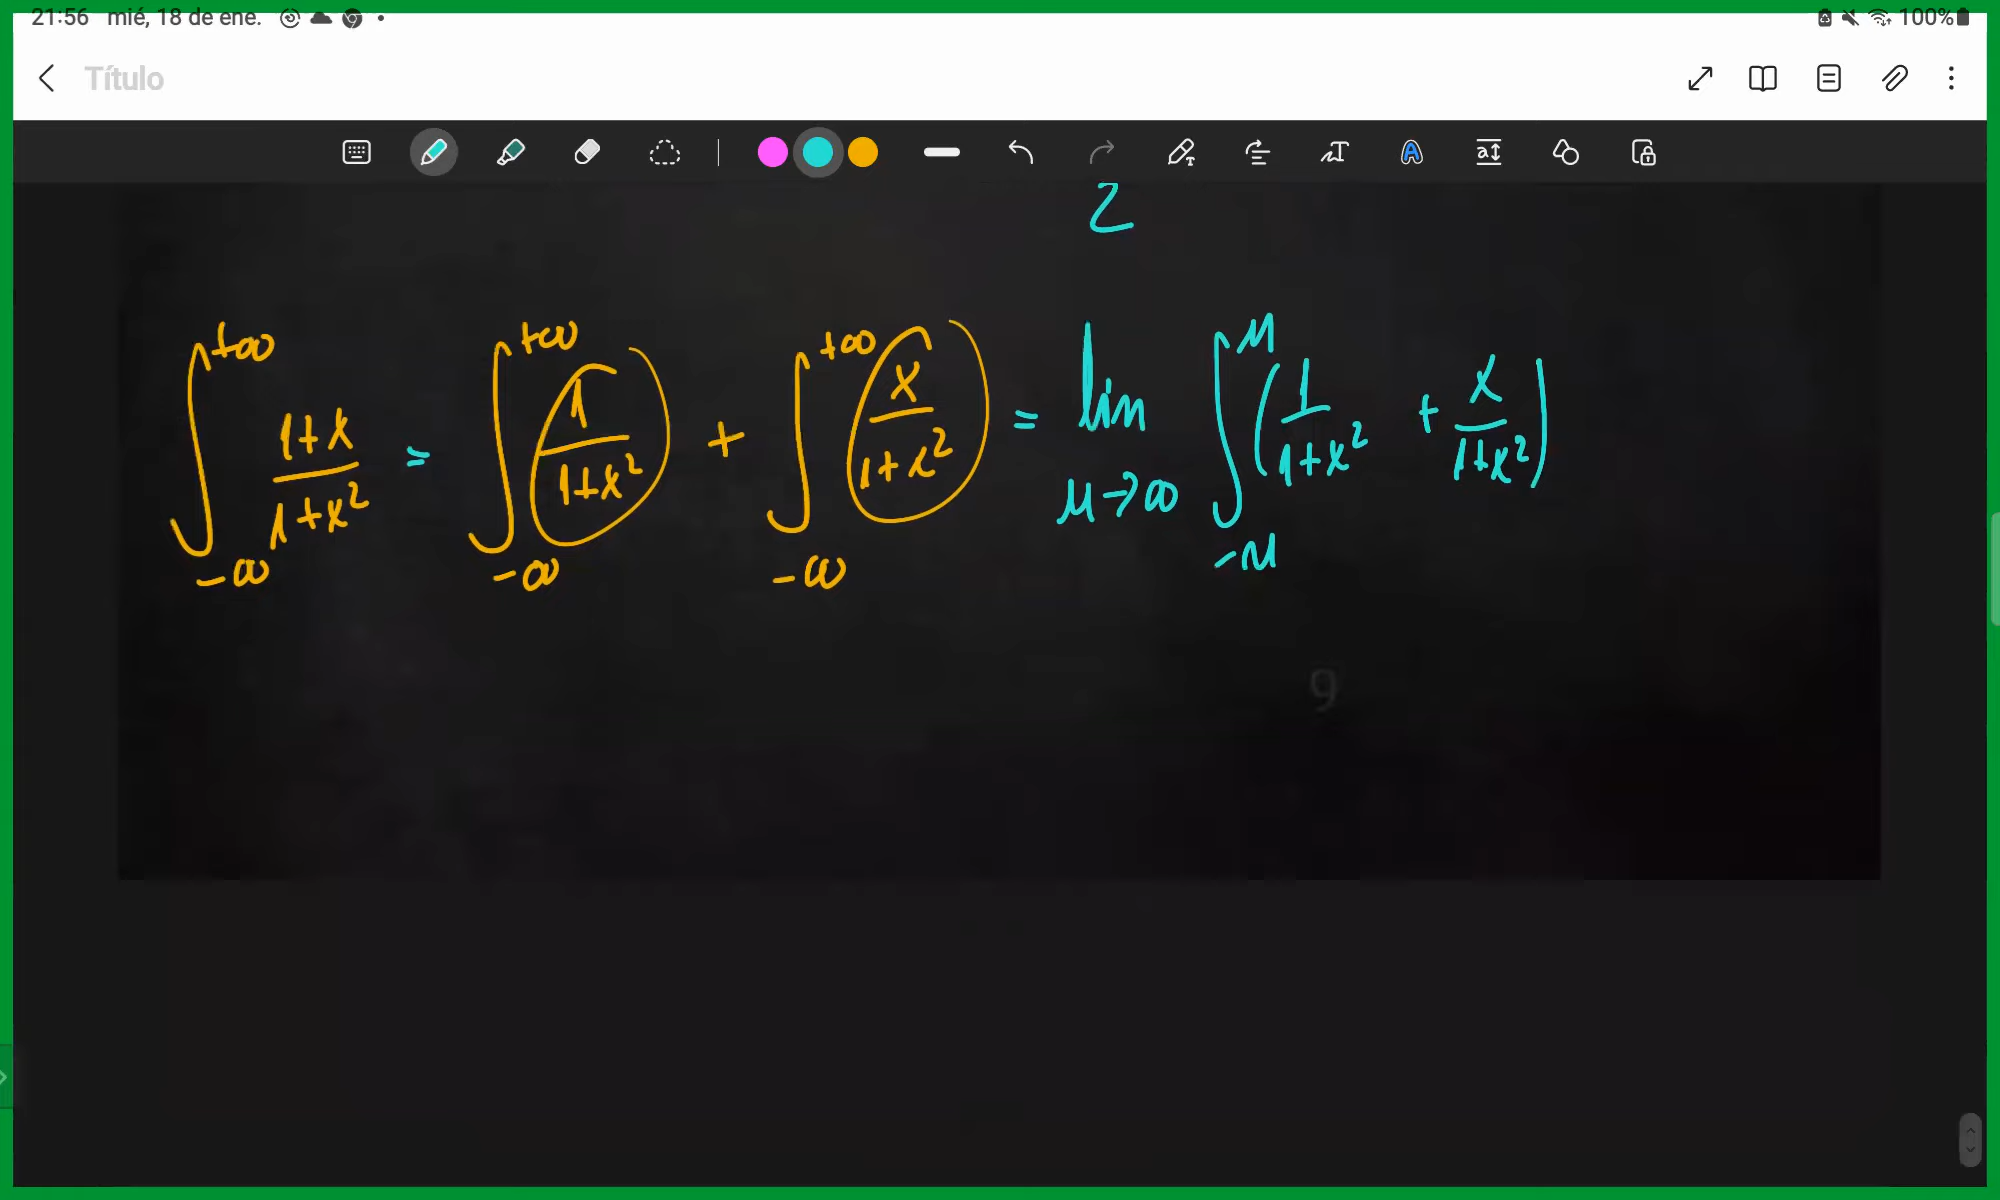 21:56 mié, 18 de ene. 100%
Título
2
∫_{-∞}^{+∞} (1+x)/(1+x²) = ∫_{-∞}^{+∞} (1/(1+x²)) + ∫_{-∞}^{+∞} (x/(1+x²)) = lim_{M→∞} ∫_{-M}^{M} (1/(1+x²) + x/(1+x²))
9